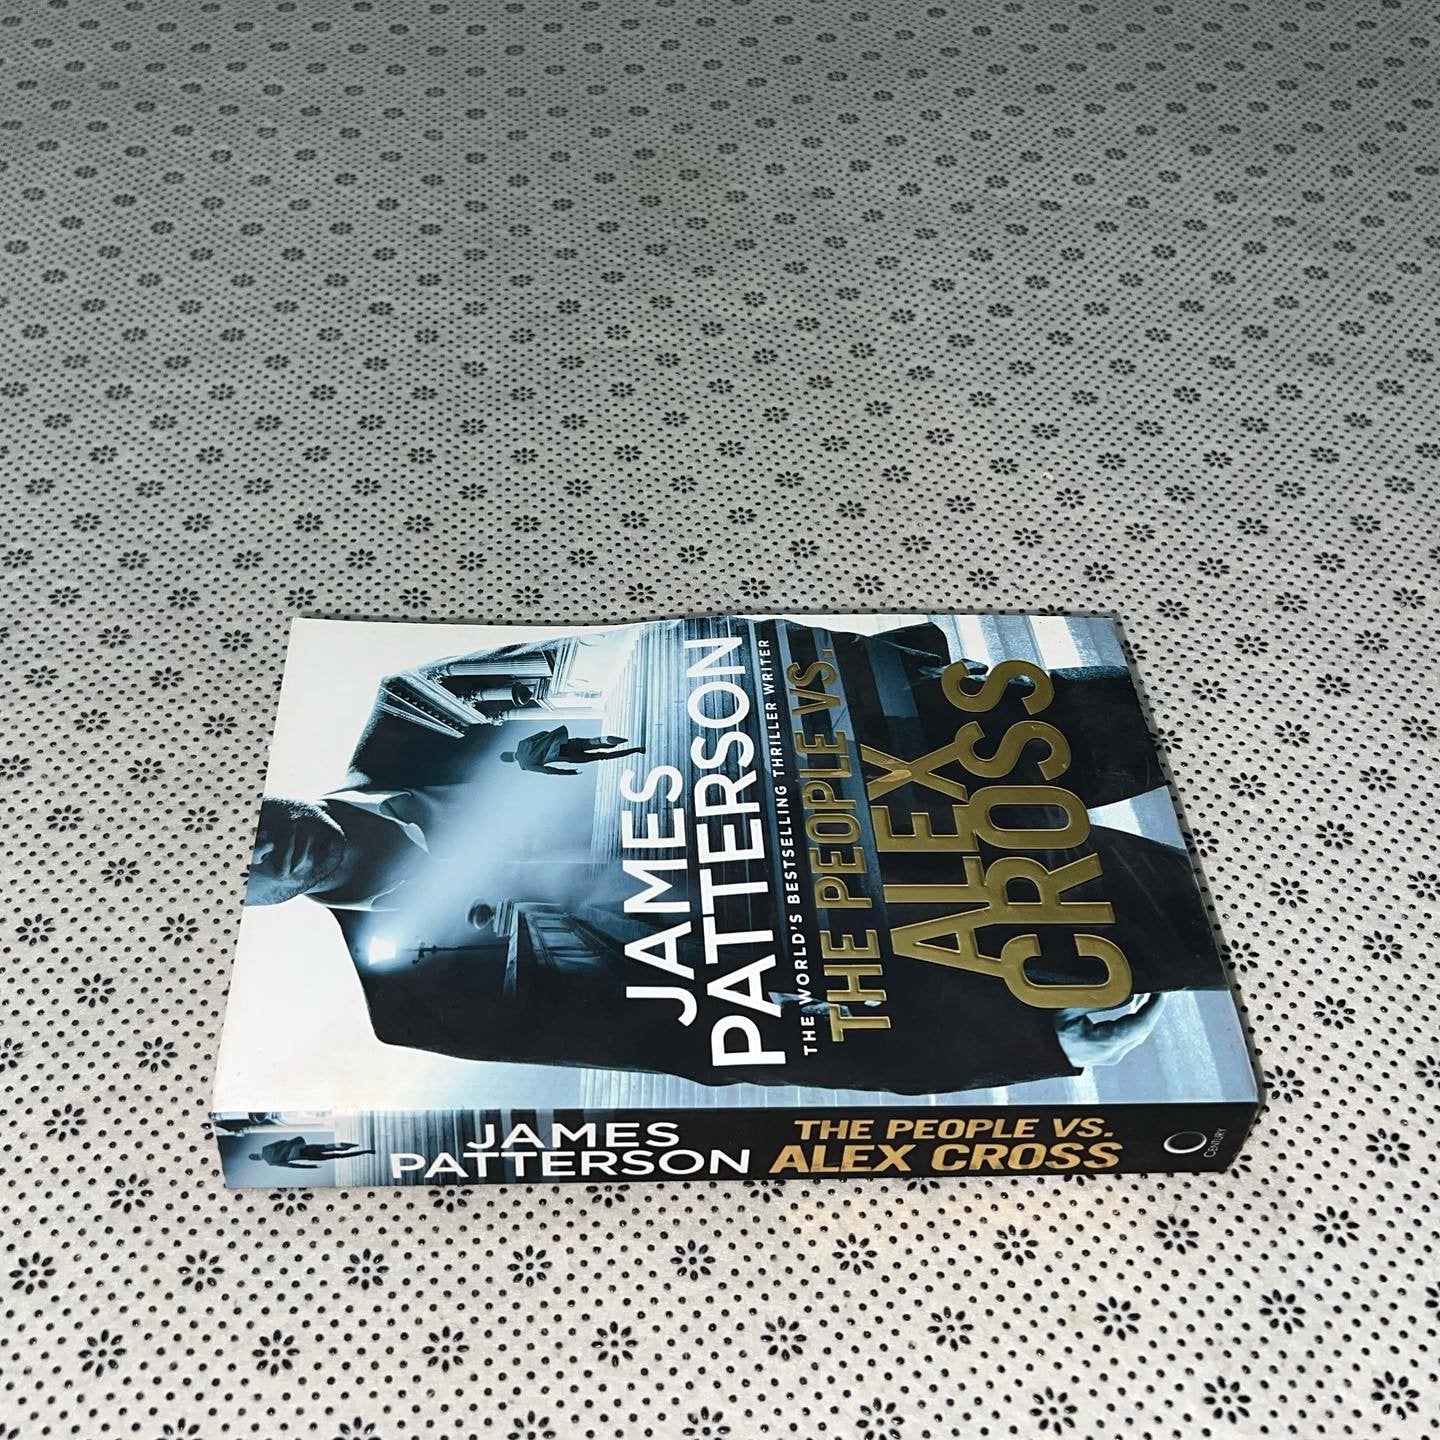 JAMES
PATTERSON
THE WORLD'S BESTSELLING THRILLER WRITER
THE PEOPLE VS.
ALEX
CROSS
JAMES
PATTERSON
THE PEOPLE VS.
ALEX CROSS
CENTURY